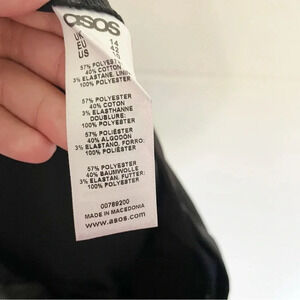 asos
UK 14
EU 42
US
57% POLYESTER
40% COTTON
3% ELASTANE, LINING:
100% POLYESTER
57% POLYESTER
40% COTON
3% ELASTHANNE
DOUBLURE:
100% POLYESTER
57% POLIÉSTER
40% ALGODON
3% ELASTANO, FORRO:
100% POLIÉSTER
57% POLYESTER
40% BAUMWOLLE
3% ELASTAN, FUTTER:
100% POLYESTER
00789200
MADE IN MACEDONIA
www.asos.com